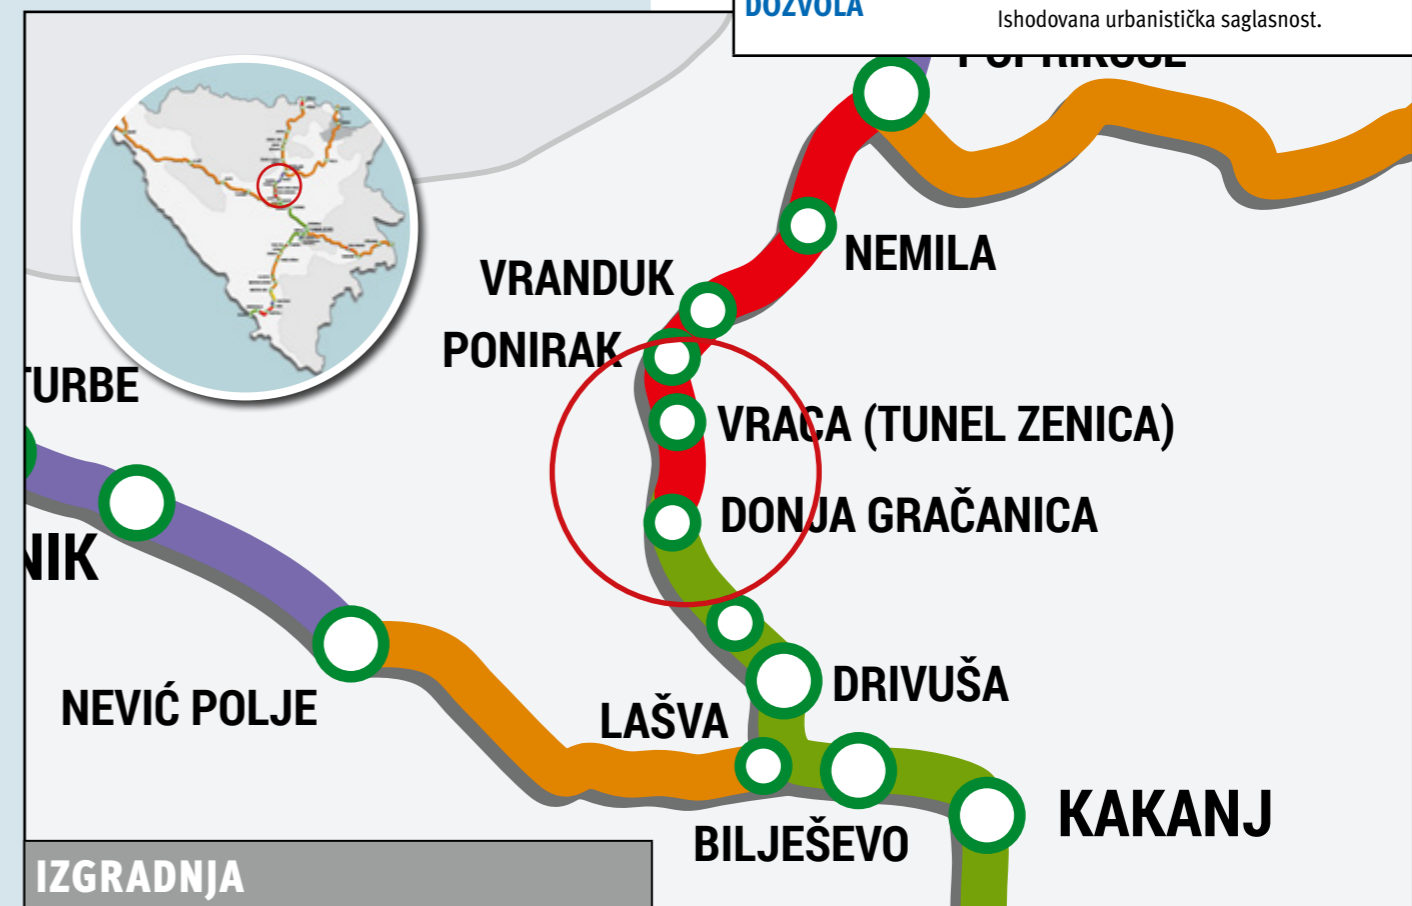 DOZVOLA
Ishodovana urbanistička saglasnost.
NEMILA
VRANDUK
PONIRAK
TURBE
VRACA (TUNEL ZENICA)
DONJA GRAČANICA
NIK
DRIVUŠA
NEVIĆ POLJE
LAŠVA
KAKANJ
BILJEŠEVO
IZGRADNJA